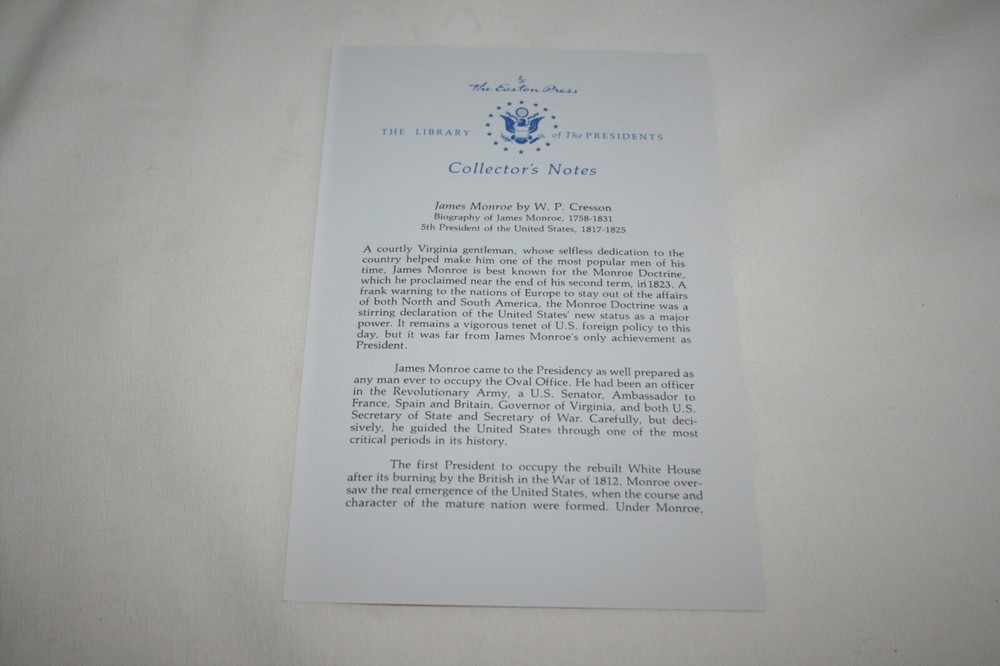 The Easton Press
THE LIBRARY of The PRESIDENTS
Collector's Notes
James Monroe by W. P. Cresson
Biography of James Monroe, 1758-1831
5th President of the United States, 1817-1825
A courtly Virginia gentleman, whose selfless dedication to the
country helped make him one of the most popular men of his
time, James Monroe is best known for the Monroe Doctrine,
which he proclaimed near the end of his second term, in 1823. A
frank warning to the nations of Europe to stay out of the affairs
of both North and South America, the Monroe Doctrine was a
stirring declaration of the United States' new status as a major
power. It remains a vigorous tenet of U.S. foreign policy to this
day, but it was far from James Monroe's only achievement as
President.
James Monroe came to the Presidency as well prepared as
any man ever to occupy the Oval Office. He had been an officer
in the Revolutionary Army, a U.S. Senator, Ambassador to
France, Spain and Britain, Governor of Virginia, and both U.S.
Secretary of State and Secretary of War. Carefully, but deci-
sively, he guided the United States through one of the most
critical periods in its history.
The first President to occupy the rebuilt White House
after its burning by the British in the War of 1812, Monroe over-
saw the real emergence of the United States, when the course and
character of the mature nation were formed. Under Monroe,